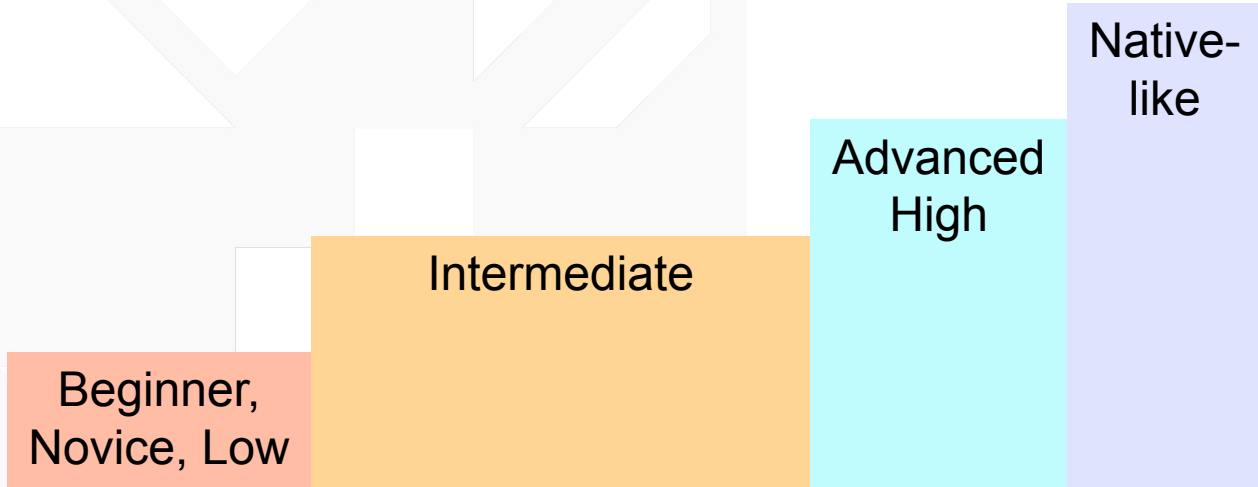 Beginner,
Novice, Low
Intermediate
Advanced
High
Native-
like